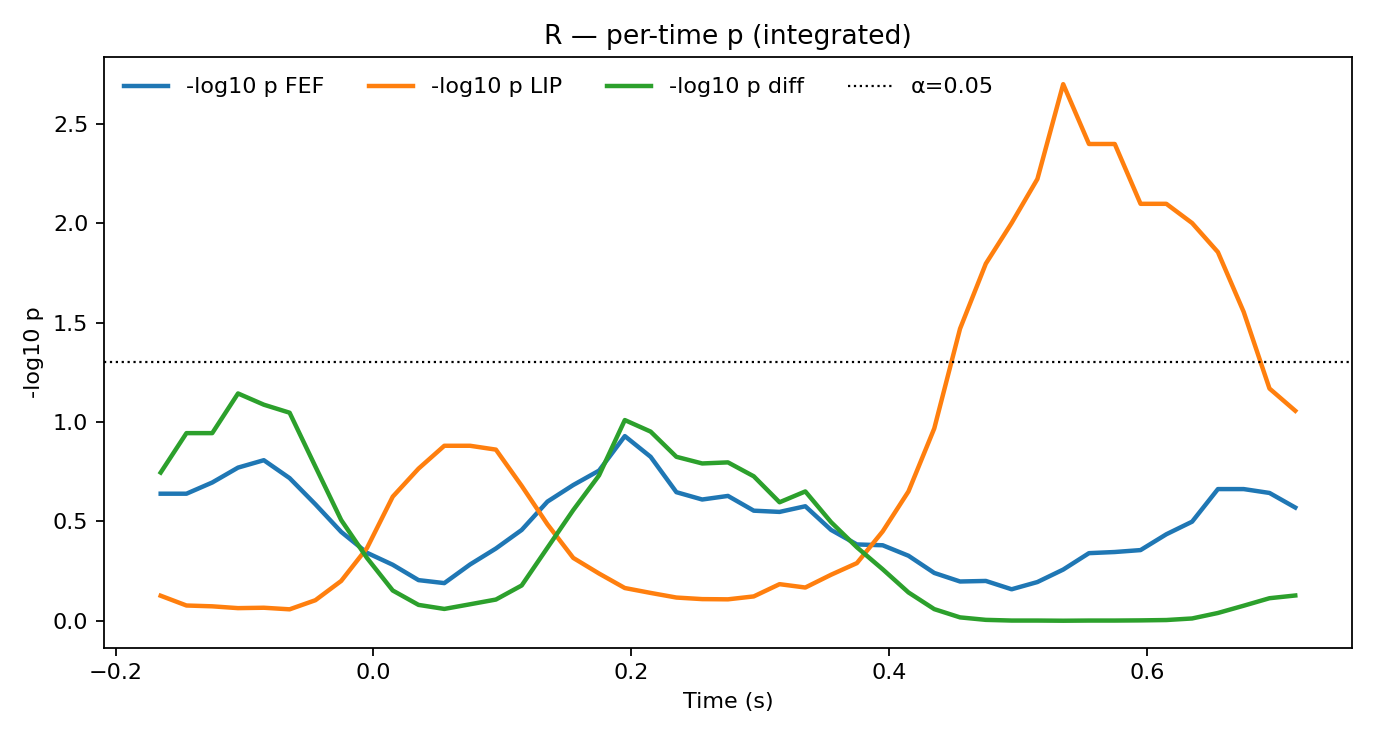 R — per-time p (integrated)
-log10 p FEF
-log10 p LIP
-log10 p diff
α=0.05
-log10 p
2.5
2.0
1.5
1.0
0.5
0.0
−0.2
0.0
0.2
0.4
0.6
Time (s)